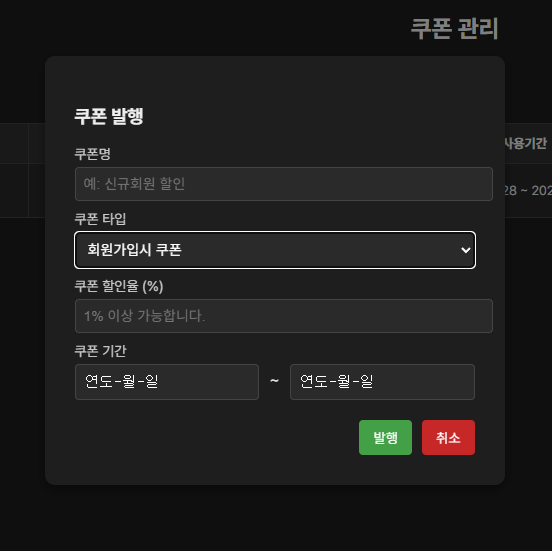 쿠폰 관리
사용기간
28 ~ 202
쿠폰 발행
쿠폰명
예: 신규회원 할인
쿠폰 타입
회원가입시 쿠폰
쿠폰 할인율 (%)
1% 이상 가능합니다.
쿠폰 기간
연도-월-일 ~ 연도-월-일
발행 취소